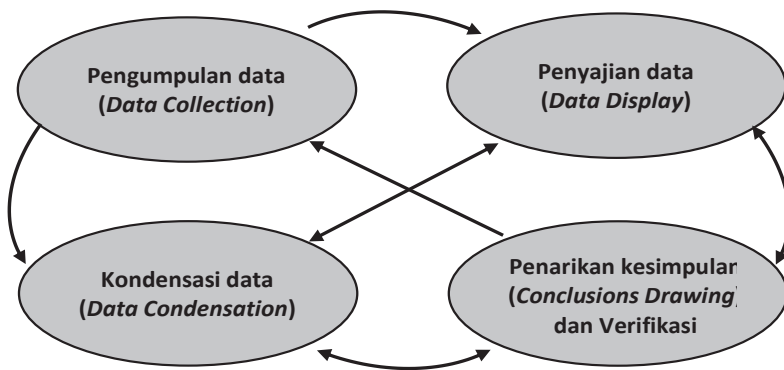 Pengumpulan data
(Data Collection)
Penyajian data
(Data Display)
Kondensasi data
(Data Condensation)
Penarikan kesimpulan
(Conclusions Drawing)
dan Verifikasi